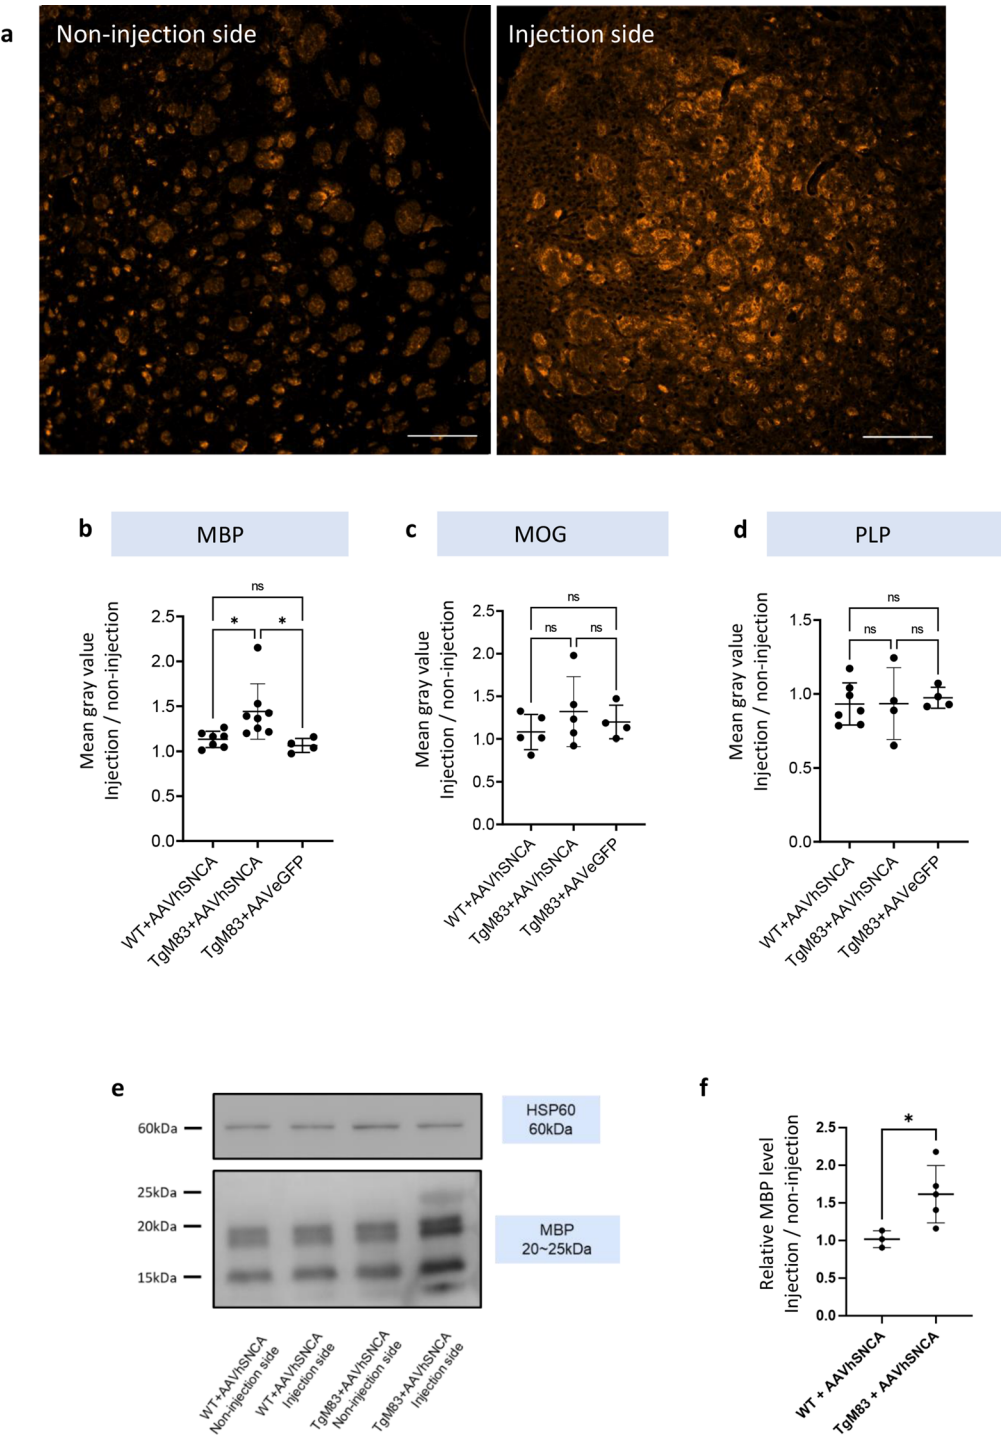 a
Non-injection side
Injection side
b
MBP
c
MOG
d
PLP
Mean gray value
Injection / non-injection
2.5
2.0
1.5
1.0
0.5
0.0
ns
*
*
WT+AAVhSNCA
TgM83+AAVhSNCA
TgM83+AAVeGFP
Mean gray value
Injection / non-injection
2.5
2.0
1.5
1.0
0.5
0.0
ns
ns
ns
WT+AAVhSNCA
TgM83+AAVhSNCA
TgM83+AAVeGFP
Mean gray value
Injection / non-injection
1.5
1.0
0.5
0.0
ns
ns
ns
WT+AAVhSNCA
TgM83+AAVhSNCA
TgM83+AAVeGFP
e
60kDa
25kDa
20kDa
15kDa
HSP60
60kDa
MBP
20~25kDa
WT+AAVhSNCA
Non-injection side
WT+AAVhSNCA
Injection side
TgM83+AAVhSNCA
Non-injection side
TgM83+AAVhSNCA
Injection side
f
Relative MBP level
Injection / non-injection
2.5
2.0
1.5
1.0
0.5
0.0
*
WT + AAVhSNCA
TgM83 + AAVhSNCA